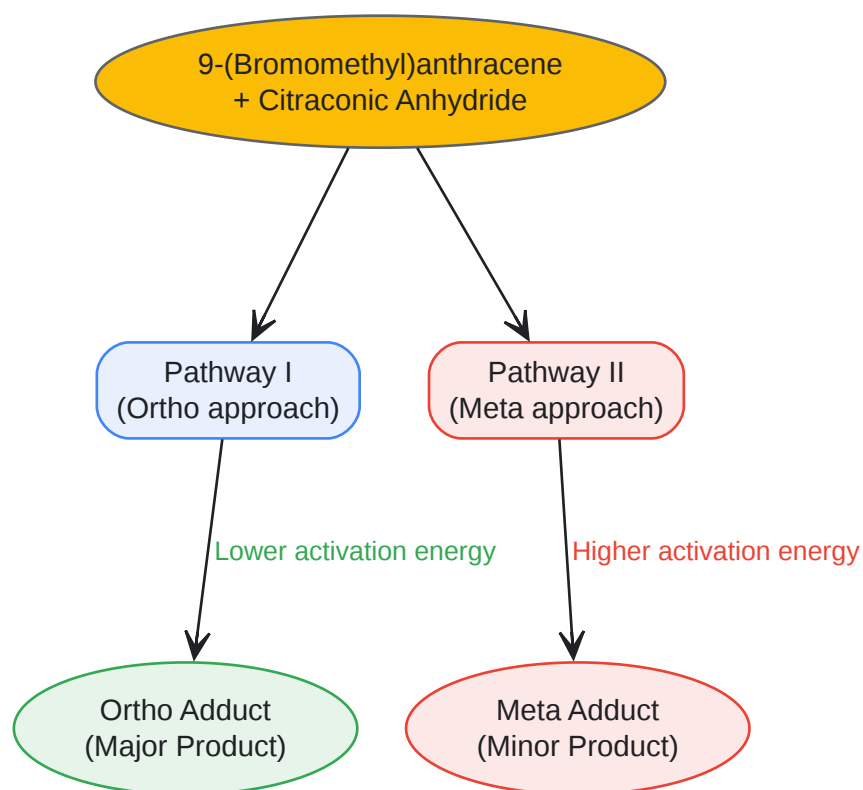 9-(Bromomethyl)anthracene
+ Citraconic Anhydride
Pathway I
(Ortho approach)
Pathway II
(Meta approach)
Lower activation energy
Higher activation energy
Ortho Adduct
(Major Product)
Meta Adduct
(Minor Product)